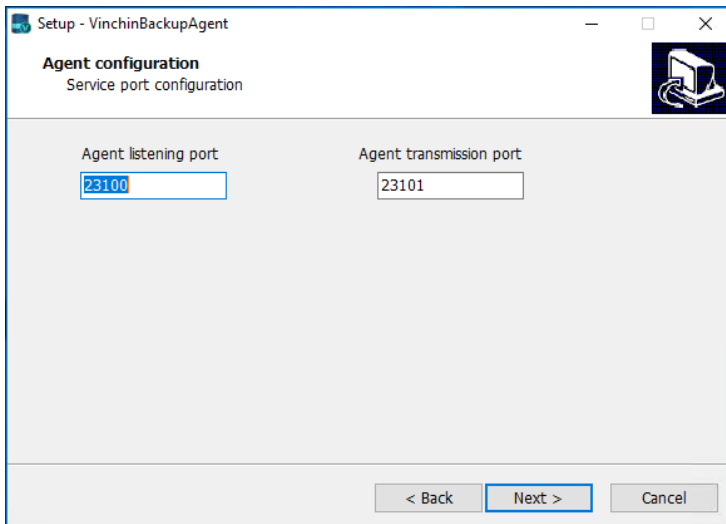 Setup - VinchinBackupAgent
Agent configuration
Service port configuration
Agent listening port
Agent transmission port
23100
23101
< Back
Next >
Cancel